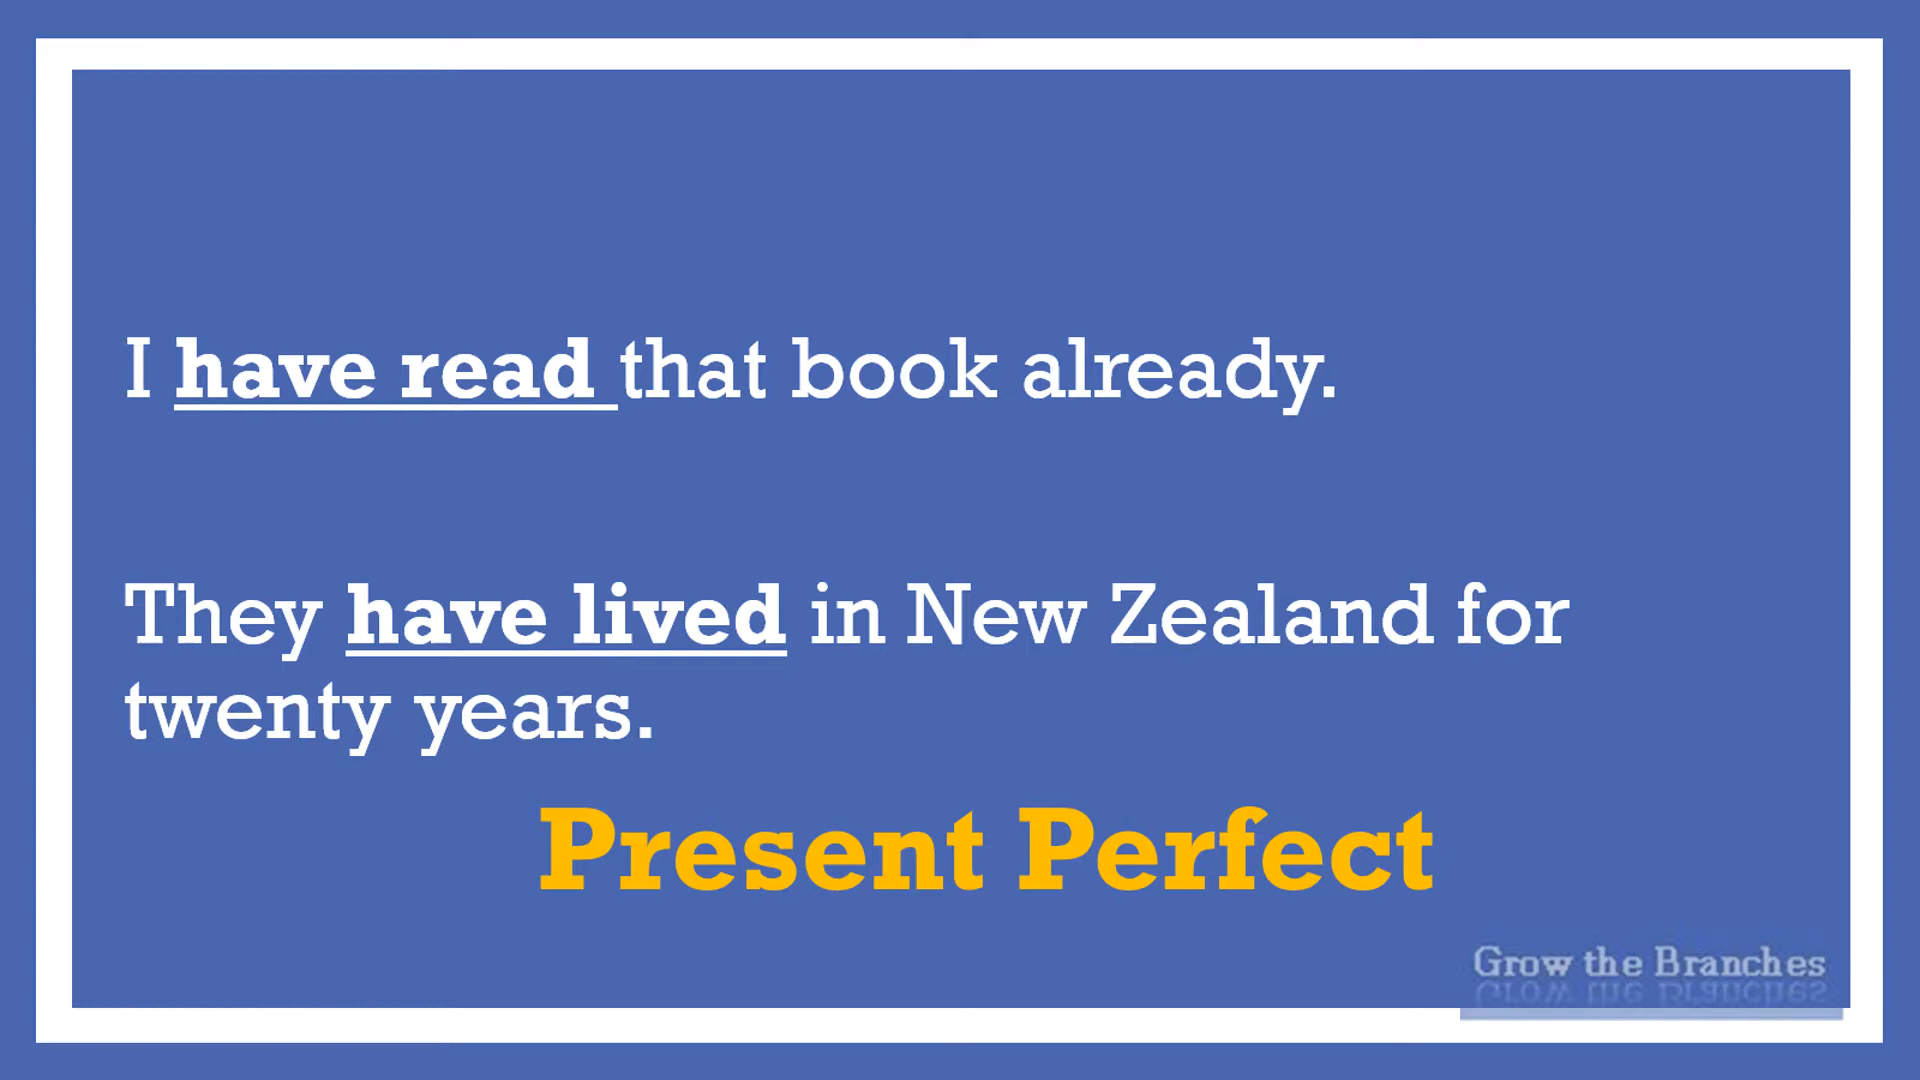 I have read that book already.
They have lived in New Zealand for
twenty years.
Present Perfect
Grow the Branches